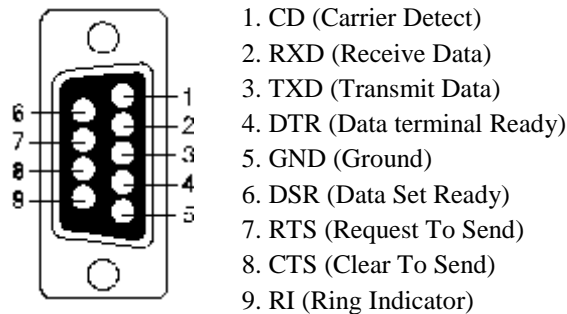 1. CD (Carrier Detect)
2. RXD (Receive Data)
3. TXD (Transmit Data)
4. DTR (Data terminal Ready)
5. GND (Ground)
6. DSR (Data Set Ready)
7. RTS (Request To Send)
8. CTS (Clear To Send)
9. RI (Ring Indicator)
1
6
2
7
3
8
4
9
5